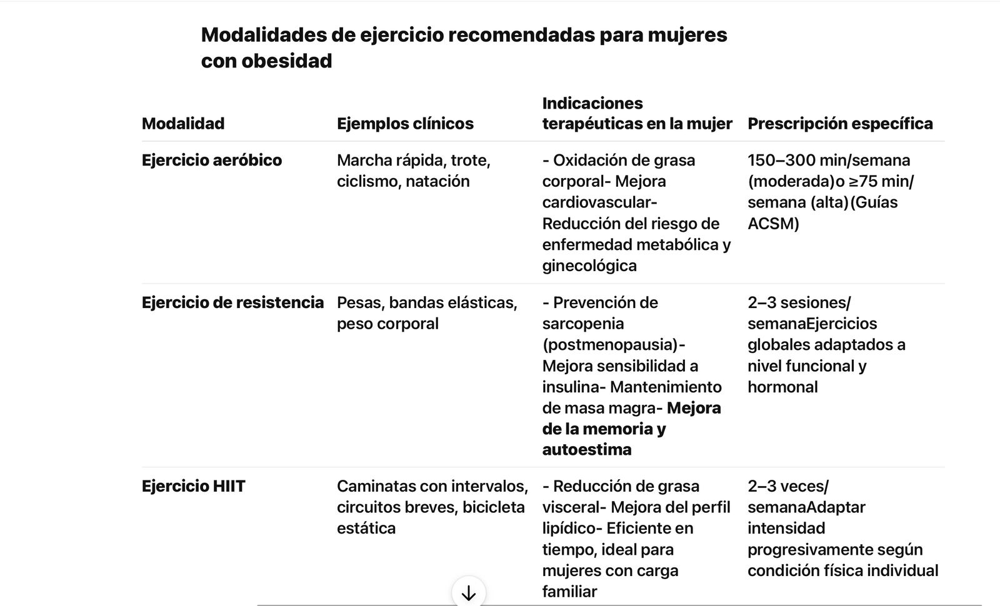 Modalidades de ejercicio recomendadas para mujeres
con obesidad
Modalidad
Ejemplos clínicos
Indicaciones
terapéuticas en la mujer
Prescripción específica
Ejercicio aeróbico
Marcha rápida, trote,
ciclismo, natación
- Oxidación de grasa
corporal- Mejora
cardiovascular-
Reducción del riesgo de
enfermedad metabólica y
ginecológica
150–300 min/semana
(moderada)o ≥75 min/
semana (alta)(Guías
ACSM)
Ejercicio de resistencia
Pesas, bandas elásticas,
peso corporal
- Prevención de
sarcopenia
(postmenopausia)-
Mejora sensibilidad a
insulina- Mantenimiento
de masa magra- Mejora
de la memoria y
autoestima
2–3 sesiones/
semanaEjercicios
globales adaptados a
nivel funcional y
hormonal
Ejercicio HIIT
Caminatas con intervalos,
circuitos breves, bicicleta
estática
- Reducción de grasa
visceral- Mejora del perfil
lipídico- Eficiente en
tiempo, ideal para
mujeres con carga
familiar
2–3 veces/
semanaAdaptar
intensidad
progresivamente según
condición física individual